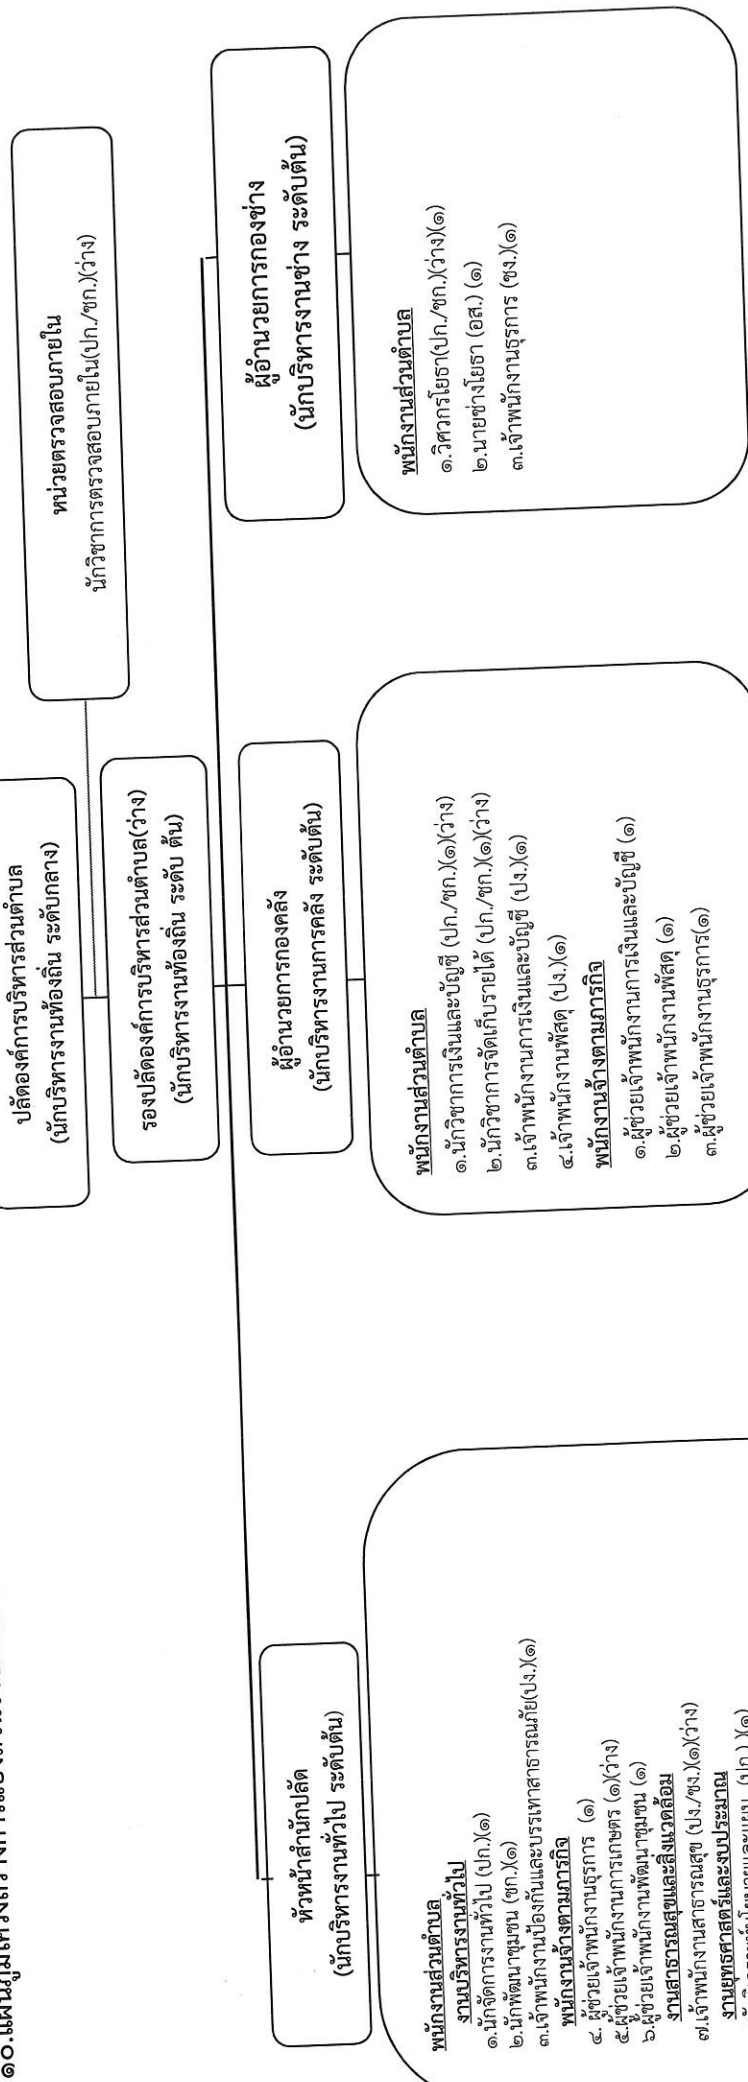 ๑๐.แผนภูมิโครงสร้างการแบ่งส่วน
ปลัดองค์การบริหารส่วนตำบล
(นักบริหารงานท้องถิ่น ระดับกลาง)
หน่วยตรวจสอบภายใน
นักวิชาการตรวจสอบภายใน(ปก./ชก.)(ว่าง)
รองปลัดองค์การบริหารส่วนตำบล(ว่าง)
(นักบริหารงานท้องถิ่น ระดับ ต้น)
หัวหน้าสำนักปลัด
(นักบริหารงานทั่วไป ระดับต้น)
ผู้อำนวยการกองคลัง
(นักบริหารงานการคลัง ระดับต้น)
ผู้อำนวยการกองช่าง
(นักบริหารงานช่าง ระดับต้น)
พนักงานส่วนตำบล
งานบริหารงานทั่วไป
๑.นักจัดการงานทั่วไป (ปก.)(๑)
๒.นักพัฒนาชุมชน (ชก.)(๑)
๓.เจ้าพนักงานป้องกันและบรรเทาสาธารณภัย(ปง.)(๑)
พนักงานจ้างตามภารกิจ
๔. ผู้ช่วยเจ้าพนักงานธุรการ (๑)
๕.ผู้ช่วยเจ้าพนักงานการเกษตร (๑)(ว่าง)
๖.ผู้ช่วยเจ้าพนักงานพัฒนาชุมชน (๑)
งานสาธารณสุขและสิ่งแวดล้อม
๗.เจ้าพนักงานสาธารณสุข (ปง./ชง.)(๑)(ว่าง)
งานยุทธศาสตร์และงบประมาณ
พนักงานส่วนตำบล
๑.นักวิชาการเงินและบัญชี (ปก./ชก.)(๑)(ว่าง)
๒.นักวิชาการจัดเก็บรายได้ (ปก./ชก.)(๑)(ว่าง)
๓.เจ้าพนักงานการเงินและบัญชี (ปง.)(๑)
๔.เจ้าพนักงานพัสดุ (ปง.)(๑)
พนักงานจ้างตามภารกิจ
๑.ผู้ช่วยเจ้าพนักงานการเงินและบัญชี (๑)
๒.ผู้ช่วยเจ้าพนักงานพัสดุ (๑)
๓.ผู้ช่วยเจ้าพนักงานธุรการ(๑)
พนักงานส่วนตำบล
๑.วิศวกรโยธา(ปก./ชก.)(ว่าง)(๑)
๒.นายช่างโยธา (อส.) (๑)
๓.เจ้าพนักงานธุรการ (ชง.)(๑)